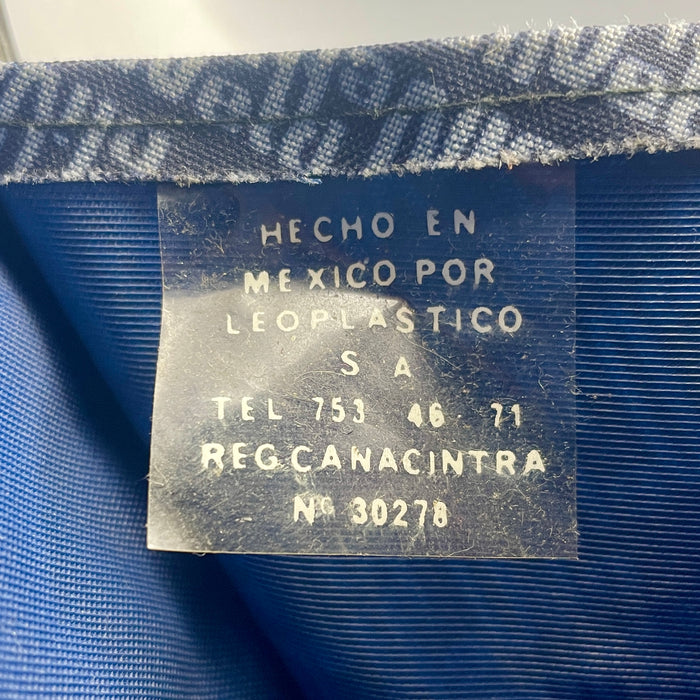 HECHO EN
MEXICO POR
LEOPLASTICO
S A
TEL 753 46 71
REG CANACINTRA
Nº 30278